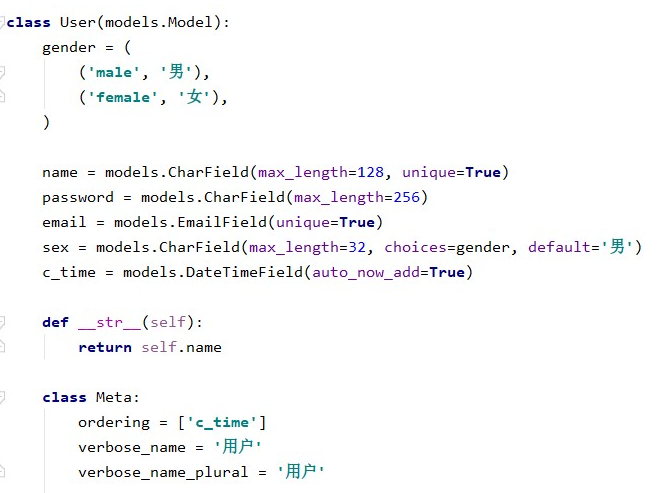 class User(models.Model):
    gender = (
        ('male', '男'),
        ('female', '女'),
    )
    name = models.CharField(max_length=128, unique=True)
    password = models.CharField(max_length=256)
    email = models.EmailField(unique=True)
    sex = models.CharField(max_length=32, choices=gender, default='男')
    c_time = models.DateTimeField(auto_now_add=True)
    def __str__(self):
        return self.name
    class Meta:
        ordering = ['c_time']
        verbose_name = '用户'
        verbose_name_plural = '用户'